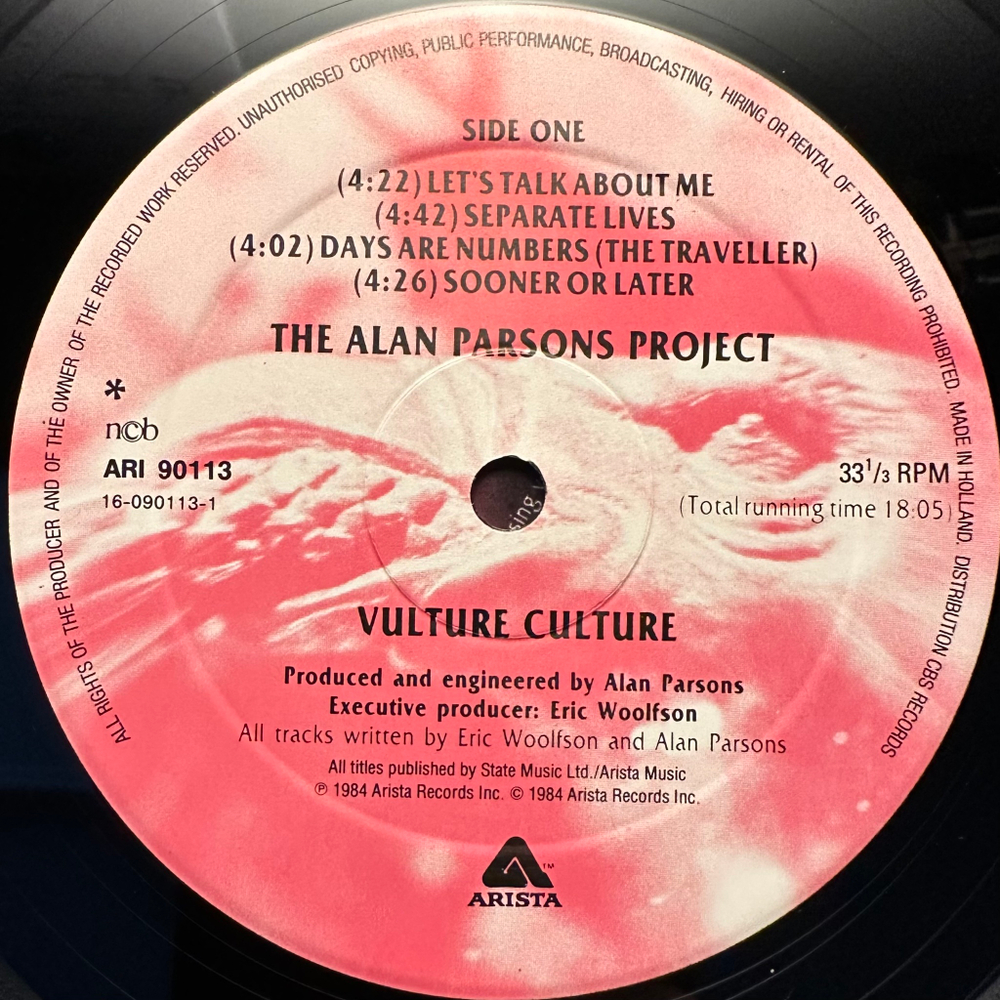 ALL RIGHTS OF THE PRODUCER AND OF THE OWNER OF THE RECORDED WORK RESERVED. UNAUTHORISED COPYING, PUBLIC PERFORMANCE, BROADCASTING, HIRING OR RENTAL OF THIS RECORDING PROHIBITED. MADE IN HOLLAND. DISTRIBUTION CBS RECORDS
SIDE ONE
(4:22) LET'S TALK ABOUT ME
(4:42) SEPARATE LIVES
(4:02) DAYS ARE NUMBERS (THE TRAVELLER)
(4:26) SOONER OR LATER
THE ALAN PARSONS PROJECT
*
n©b
ARI 90113
16-090113-1
33 1/3 RPM
(Total running time 18:05)
sing
VULTURE CULTURE
Produced and engineered by Alan Parsons
Executive producer: Eric Woolfson
All tracks written by Eric Woolfson and Alan Parsons
All titles published by State Music Ltd./Arista Music
℗ 1984 Arista Records Inc. © 1984 Arista Records Inc.
TM
ARISTA